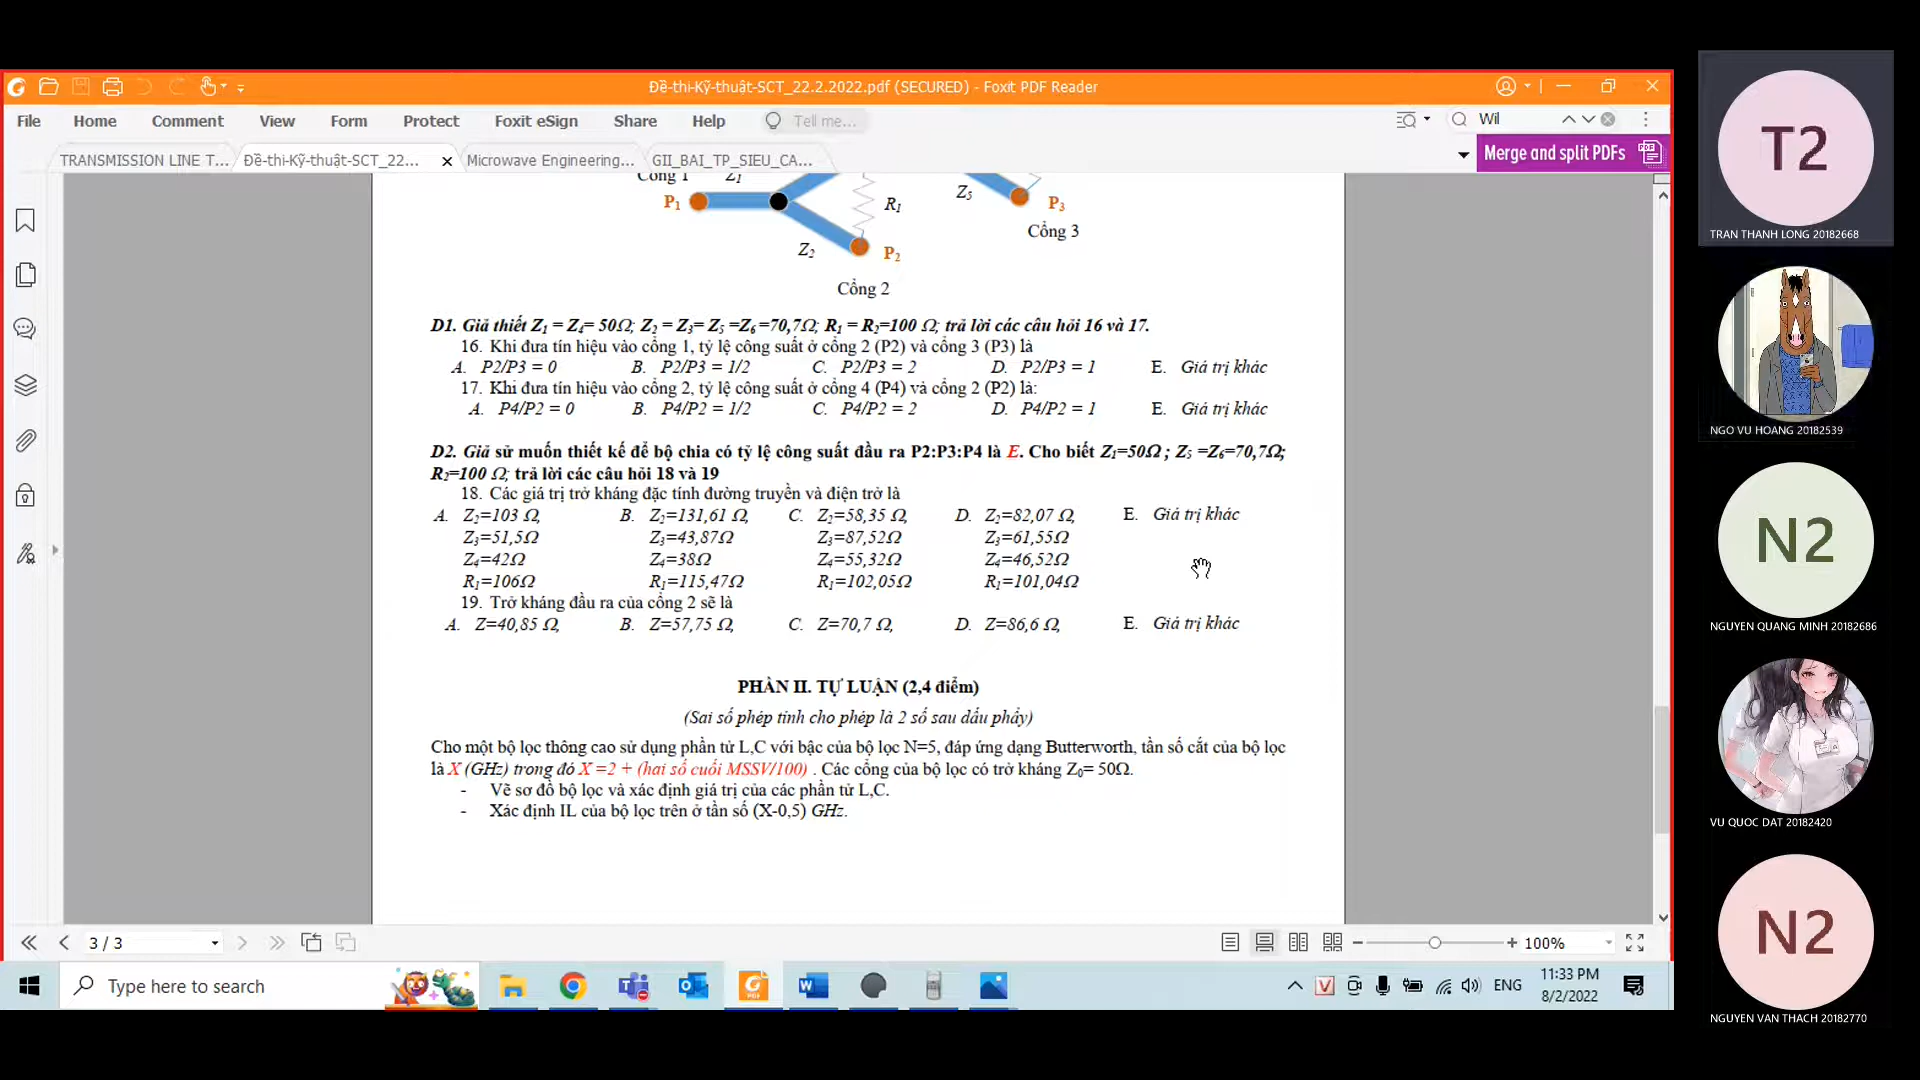 Đề-thi-Kỹ-thuật-SCT_22.2.2022.pdf (SECURED) - Foxit PDF Reader
File Home Comment View Form Protect Foxit eSign Share Help Tell me... Wil
TRANSMISSION LINE T... Đề-thi-Kỹ-thuật-SCT_22... Microwave Engineering... GII_BAI_TP_SIEU_CA... Merge and split PDFs
Cổng 1 Z1
P1 R1 Z5 P3
Cổng 3
Z2 P2
Cổng 2
D1. Giả thiết Z1 = Z4= 50Ω; Z2 = Z3= Z5 =Z6=70,7Ω; R1 = R2=100 Ω; trả lời các câu hỏi 16 và 17.
16. Khi đưa tín hiệu vào cổng 1, tỷ lệ công suất ở cổng 2 (P2) và cổng 3 (P3) là
A. P2/P3 = 0 B. P2/P3 = 1/2 C. P2/P3 = 2 D. P2/P3 = 1 E. Giá trị khác
17. Khi đưa tín hiệu vào cổng 2, tỷ lệ công suất ở cổng 4 (P4) và cổng 2 (P2) là:
A. P4/P2 = 0 B. P4/P2 = 1/2 C. P4/P2 = 2 D. P4/P2 = 1 E. Giá trị khác
D2. Giả sử muốn thiết kế để bộ chia có tỷ lệ công suất đầu ra P2:P3:P4 là E. Cho biết Z1=50Ω ; Z5 =Z6=70,7Ω;
R2=100 Ω; trả lời các câu hỏi 18 và 19
18. Các giá trị trở kháng đặc tính đường truyền và điện trở là
A. Z2=103 Ω, B. Z2=131,61 Ω, C. Z2=58,35 Ω, D. Z2=82,07 Ω, E. Giá trị khác
Z3=51,5Ω Z3=43,87Ω Z3=87,52Ω Z3=61,55Ω
Z4=42Ω Z4=38Ω Z4=55,32Ω Z4=46,52Ω
R1=106Ω R1=115,47Ω R1=102,05Ω R1=101,04Ω
19. Trở kháng đầu ra của cổng 2 sẽ là
A. Z=40,85 Ω, B. Z=57,75 Ω, C. Z=70,7 Ω, D. Z=86,6 Ω, E. Giá trị khác
PHẦN II. TỰ LUẬN (2,4 điểm)
(Sai số phép tính cho phép là 2 số sau dấu phẩy)
Cho một bộ lọc thông cao sử dụng phần tử L,C với bậc của bộ lọc N=5, đáp ứng dạng Butterworth, tần số cắt của bộ lọc
là X (GHz) trong đó X =2 + (hai số cuối MSSV/100) . Các cổng của bộ lọc có trở kháng Z0= 50Ω.
- Vẽ sơ đồ bộ lọc và xác định giá trị của các phần tử L,C.
- Xác định IL của bộ lọc trên ở tần số (X-0,5) GHz.
3 / 3 100%
Type here to search ENG 11:33 PM
8/2/2022
T2
TRAN THANH LONG 20182668
NGO VU HOANG 20182539
N2
NGUYEN QUANG MINH 20182686
VU QUOC DAT 20182420
N2
NGUYEN VAN THACH 20182770